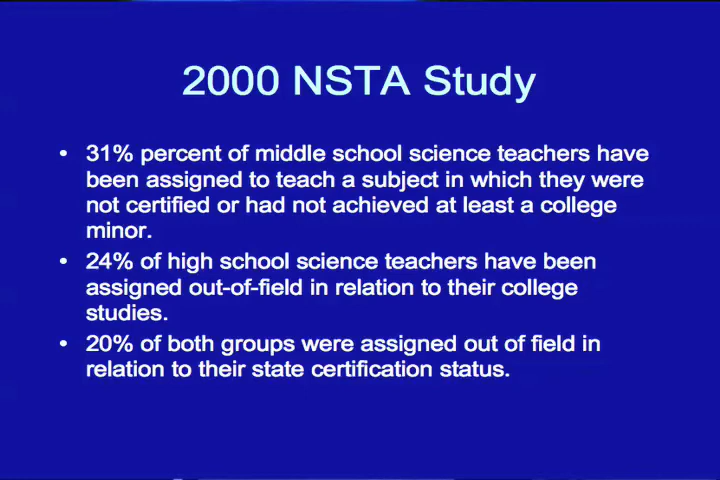 2000 NSTA Study
• 31% percent of middle school science teachers have
been assigned to teach a subject in which they were
not certified or had not achieved at least a college
minor.
• 24% of high school science teachers have been
assigned out-of-field in relation to their college
studies.
• 20% of both groups were assigned out of field in
relation to their state certification status.